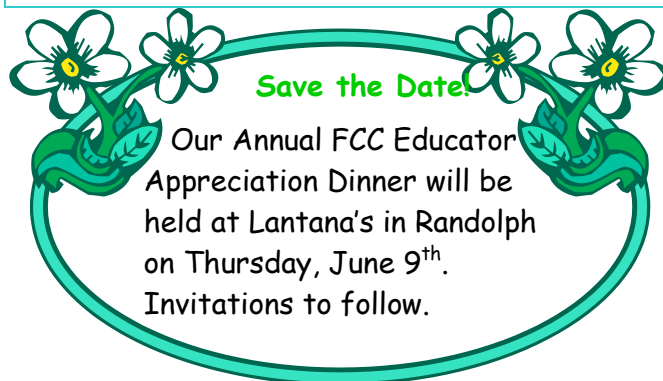 Save the Date!
Our Annual FCC Educator
Appreciation Dinner will be
held at Lantana's in Randolph
on Thursday, June 9th.
Invitations to follow.